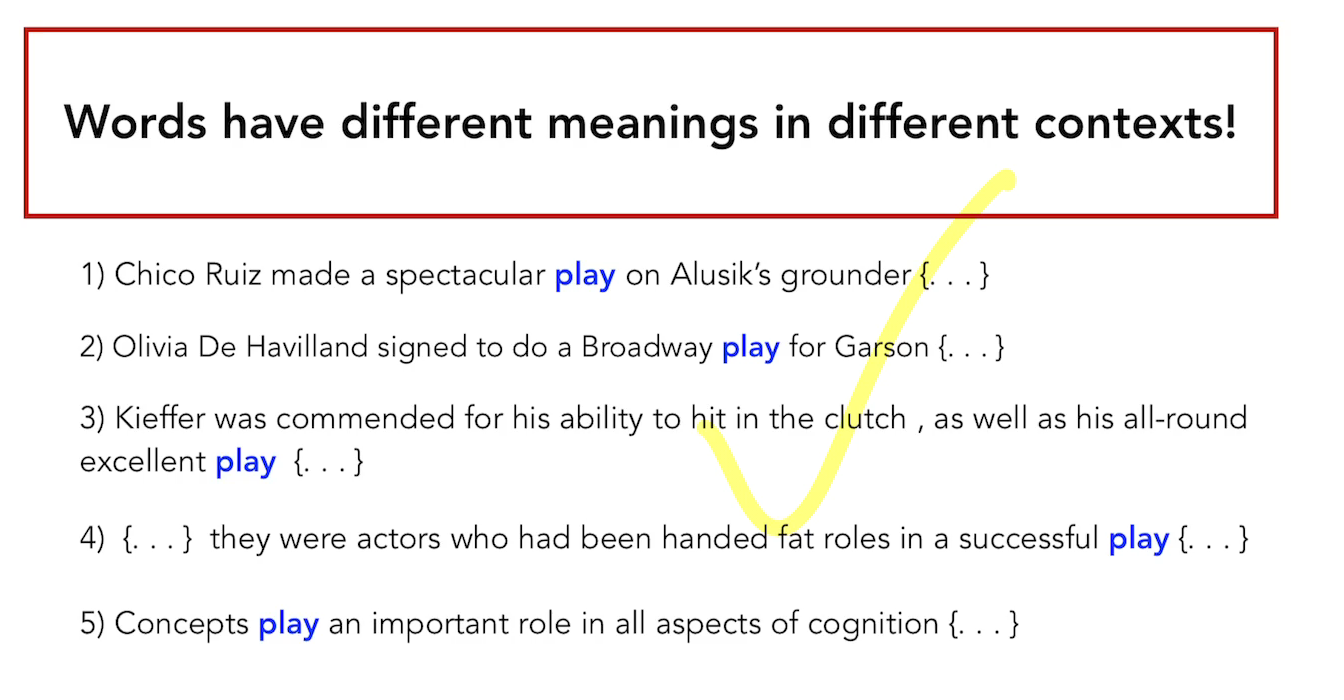 Words have different meanings in different contexts!
1) Chico Ruiz made a spectacular play on Alusik’s grounder {. . . }
2) Olivia De Havilland signed to do a Broadway play for Garson {. . . }
3) Kieffer was commended for his ability to hit in the clutch , as well as his all-round
excellent play {. . . }
4) {. . . } they were actors who had been handed fat roles in a successful play {. . . }
5) Concepts play an important role in all aspects of cognition {. . . }